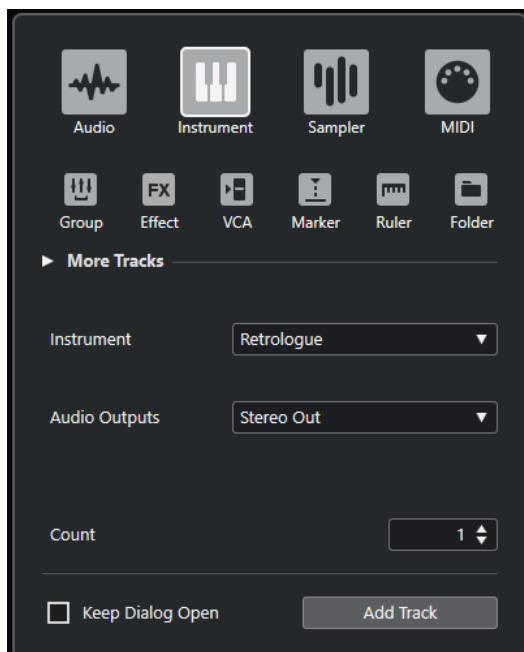 Audio Instrument Sampler MIDI
FX
Group Effect VCA Marker Ruler Folder
More Tracks
Instrument Retrologue
Audio Outputs Stereo Out
Count 1
Keep Dialog Open Add Track